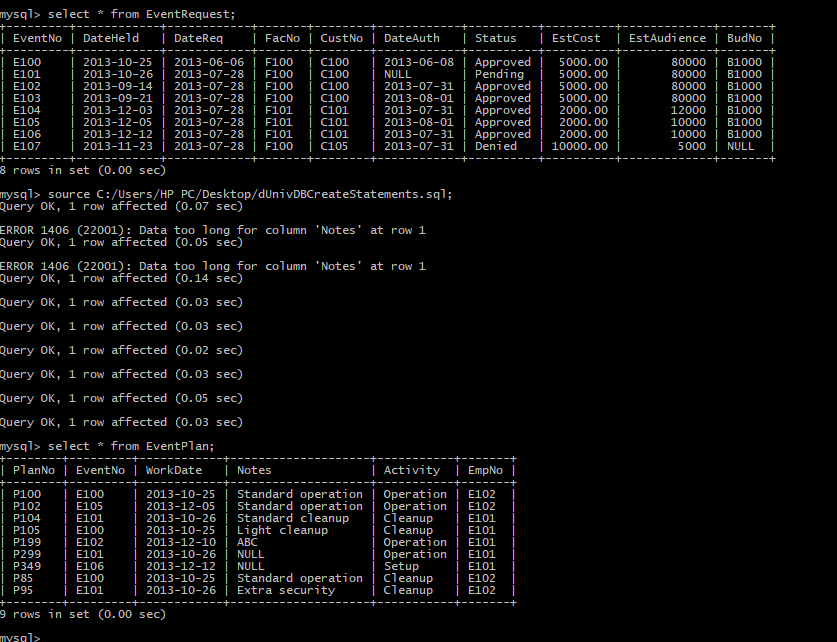 mysql> select * from EventRequest;
+---------+------------+------------+-------+--------+------------+----------+----------+-------------+-------+
| EventNo | DateHeld | DateReq | FacNo | CustNo | DateAuth | Status | EstCost | EstAudience | BudNo |
+---------+------------+------------+-------+--------+------------+----------+----------+-------------+-------+
| E100 | 2013-10-25 | 2013-06-06 | F100 | C100 | 2013-06-08 | Approved | 5000.00 | 80000 | B1000 |
| E101 | 2013-10-26 | 2013-07-28 | F100 | C100 | NULL | Pending | 5000.00 | 80000 | B1000 |
| E102 | 2013-09-14 | 2013-07-28 | F100 | C100 | 2013-07-31 | Approved | 5000.00 | 80000 | B1000 |
| E103 | 2013-09-21 | 2013-07-28 | F100 | C100 | 2013-08-01 | Approved | 5000.00 | 80000 | B1000 |
| E104 | 2013-12-03 | 2013-07-28 | F101 | C101 | 2013-07-31 | Approved | 2000.00 | 12000 | B1000 |
| E105 | 2013-12-05 | 2013-07-28 | F101 | C101 | 2013-08-01 | Approved | 2000.00 | 10000 | B1000 |
| E106 | 2013-12-12 | 2013-07-28 | F101 | C101 | 2013-07-31 | Approved | 2000.00 | 10000 | B1000 |
| E107 | 2013-11-23 | 2013-07-28 | F100 | C105 | 2013-07-31 | Denied | 10000.00 | 5000 | NULL |
+---------+------------+------------+-------+--------+------------+----------+----------+-------------+-------+
8 rows in set (0.00 sec)
mysql> source C:/Users/HP PC/Desktop/dUnivDBCreateStatements.sql;
Query OK, 1 row affected (0.07 sec)
ERROR 1406 (22001): Data too long for column 'Notes' at row 1
Query OK, 1 row affected (0.05 sec)
ERROR 1406 (22001): Data too long for column 'Notes' at row 1
Query OK, 1 row affected (0.14 sec)
Query OK, 1 row affected (0.03 sec)
Query OK, 1 row affected (0.03 sec)
Query OK, 1 row affected (0.02 sec)
Query OK, 1 row affected (0.03 sec)
Query OK, 1 row affected (0.05 sec)
Query OK, 1 row affected (0.03 sec)
mysql> select * from EventPlan;
+--------+---------+------------+--------------------+-----------+-------+
| PlanNo | EventNo | WorkDate | Notes | Activity | EmpNo |
+--------+---------+------------+--------------------+-----------+-------+
| P100 | E100 | 2013-10-25 | Standard operation | Operation | E102 |
| P102 | E105 | 2013-12-05 | Standard operation | Operation | E102 |
| P104 | E101 | 2013-10-26 | Standard cleanup | Cleanup | E101 |
| P105 | E100 | 2013-10-25 | Light cleanup | Cleanup | E101 |
| P199 | E102 | 2013-12-10 | ABC | Operation | E101 |
| P299 | E101 | 2013-10-26 | NULL | Operation | E101 |
| P349 | E106 | 2013-12-12 | NULL | Setup | E101 |
| P85 | E100 | 2013-10-25 | Standard operation | Cleanup | E102 |
| P95 | E101 | 2013-10-26 | Extra security | Cleanup | E102 |
+--------+---------+------------+--------------------+-----------+-------+
9 rows in set (0.00 sec)
mysql>